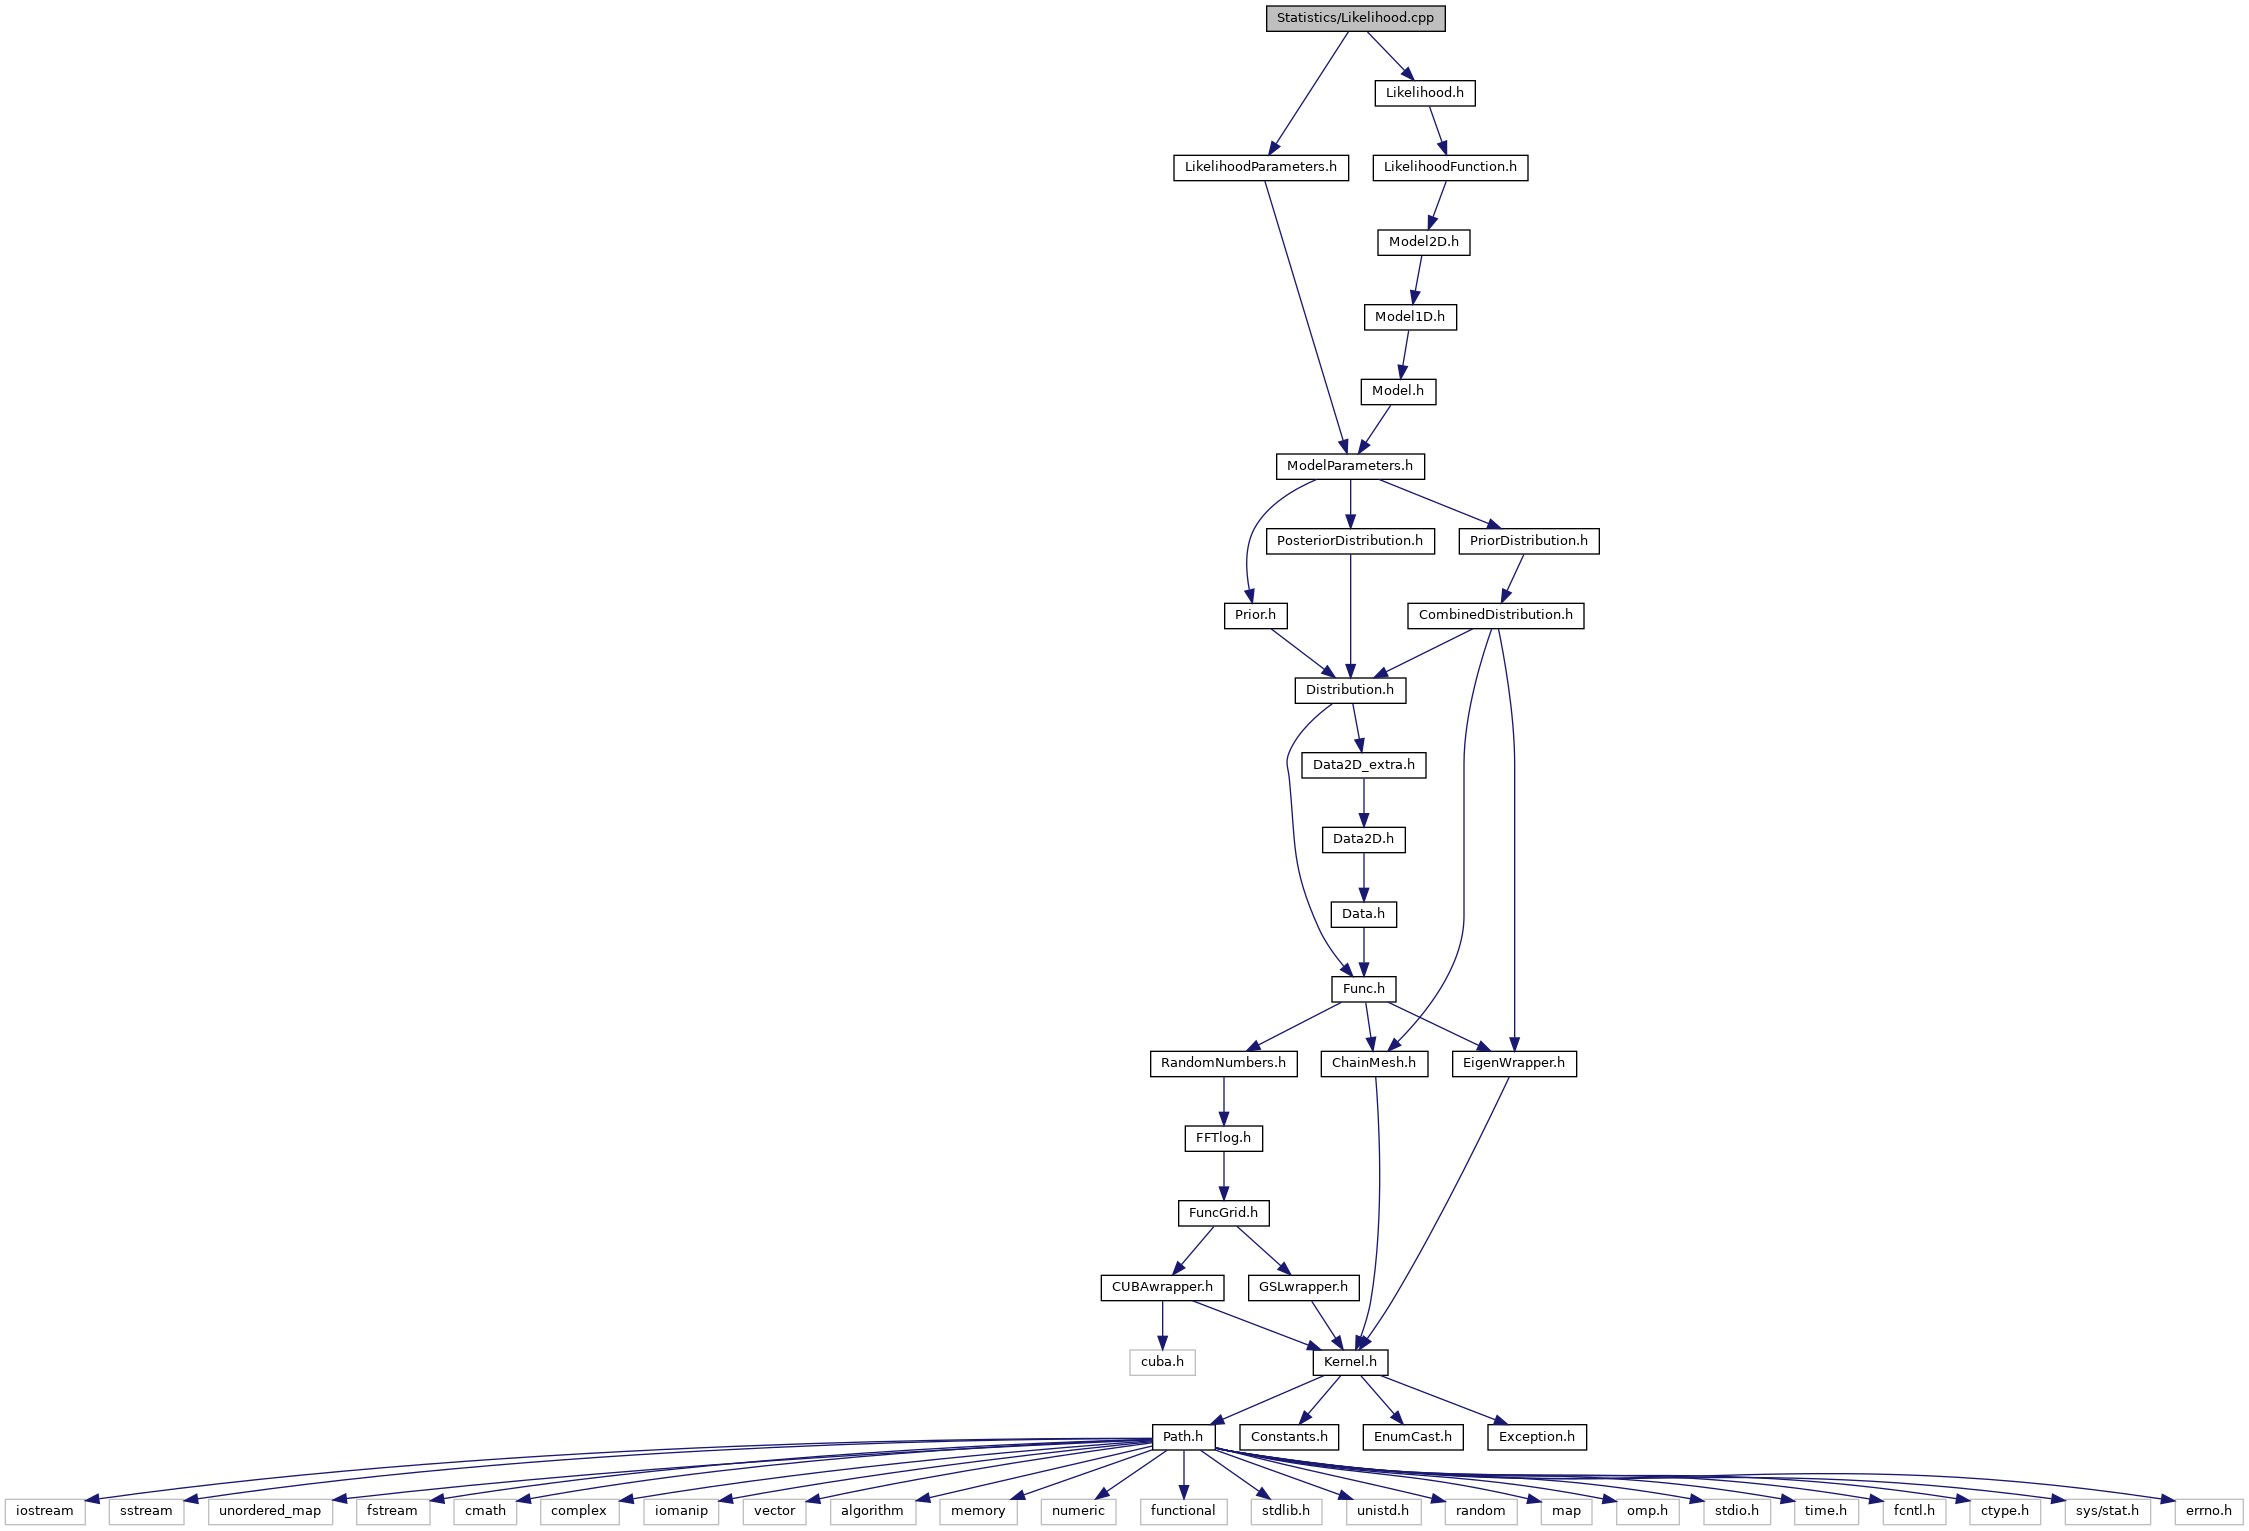 Statistics/Likelihood.cpp
Likelihood.h
LikelihoodParameters.h
LikelihoodFunction.h
Model2D.h
Model1D.h
Model.h
ModelParameters.h
PosteriorDistribution.h
PriorDistribution.h
Prior.h
CombinedDistribution.h
Distribution.h
Data2D_extra.h
Data2D.h
Data.h
Func.h
RandomNumbers.h
ChainMesh.h
EigenWrapper.h
FFTlog.h
FuncGrid.h
CUBAwrapper.h
GSLwrapper.h
cuba.h
Kernel.h
Path.h
Constants.h
EnumCast.h
Exception.h
iostream
sstream
unordered_map
fstream
cmath
complex
iomanip
vector
algorithm
memory
numeric
functional
stdlib.h
unistd.h
random
map
omp.h
stdio.h
time.h
fcntl.h
ctype.h
sys/stat.h
errno.h